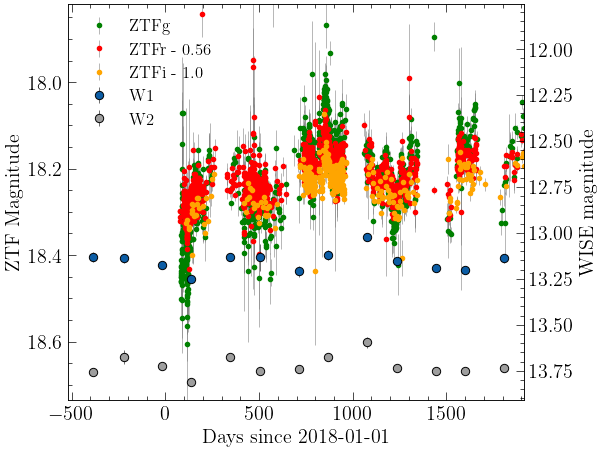 ZTFg
ZTFr - 0.56
ZTFi - 1.0
W1
W2
ZTF Magnitude
18.0
18.2
18.4
18.6
WISE magnitude
12.00
12.25
12.50
12.75
13.00
13.25
13.50
13.75
−500 0 500 1000 1500
Days since 2018-01-01